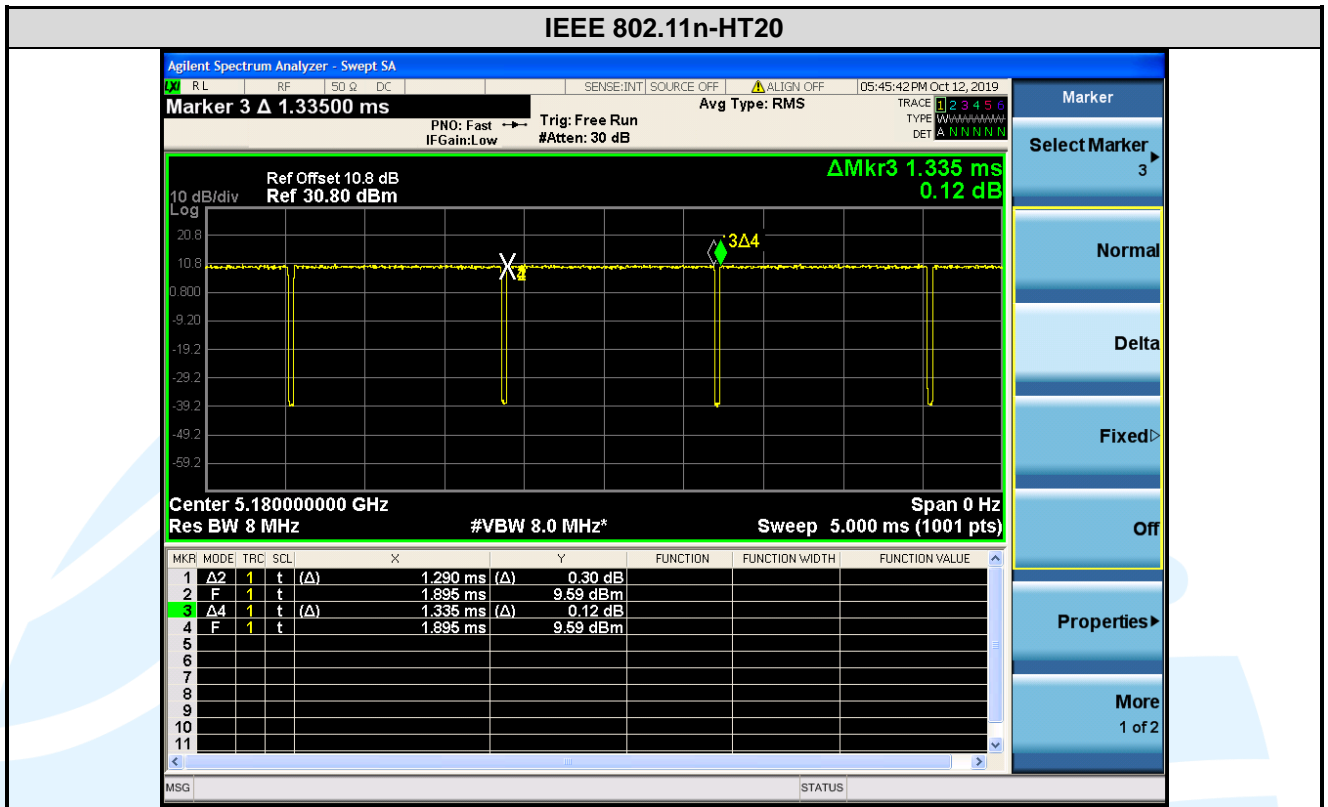 IEEE 802.11n-HT20
Agilent Spectrum Analyzer - Swept SA
LXI RL RF 50 Ω DC SENSE:INT SOURCE OFF ALIGN OFF 05:45:42 PM Oct 12, 2019
Marker 3 Δ 1.33500 ms
PNO: Fast
IFGain:Low
Trig: Free Run
#Atten: 30 dB
Avg Type: RMS
TRACE 1 2 3 4 5 6
TYPE
DET A N N N N N
ΔMkr3 1.335 ms
0.12 dB
Ref Offset 10.8 dB
10 dB/div Ref 30.80 dBm
Log
20.8
10.8
0.800
-9.20
-19.2
-29.2
-39.2
-49.2
-59.2
3Δ4
Center 5.180000000 GHz Span 0 Hz
Res BW 8 MHz #VBW 8.0 MHz* Sweep 5.000 ms (1001 pts)
MKR MODE TRC SCL X Y FUNCTION FUNCTION WIDTH FUNCTION VALUE
1 Δ2 1 t (Δ) 1.290 ms (Δ) 0.30 dB
2 F 1 t 1.895 ms 9.59 dBm
3 Δ4 1 t (Δ) 1.335 ms (Δ) 0.12 dB
4 F 1 t 1.895 ms 9.59 dBm
5
6
7
8
9
10
11
MSG STATUS
Marker
Select Marker
3
Normal
Delta
Fixed
Off
Properties
More
1 of 2